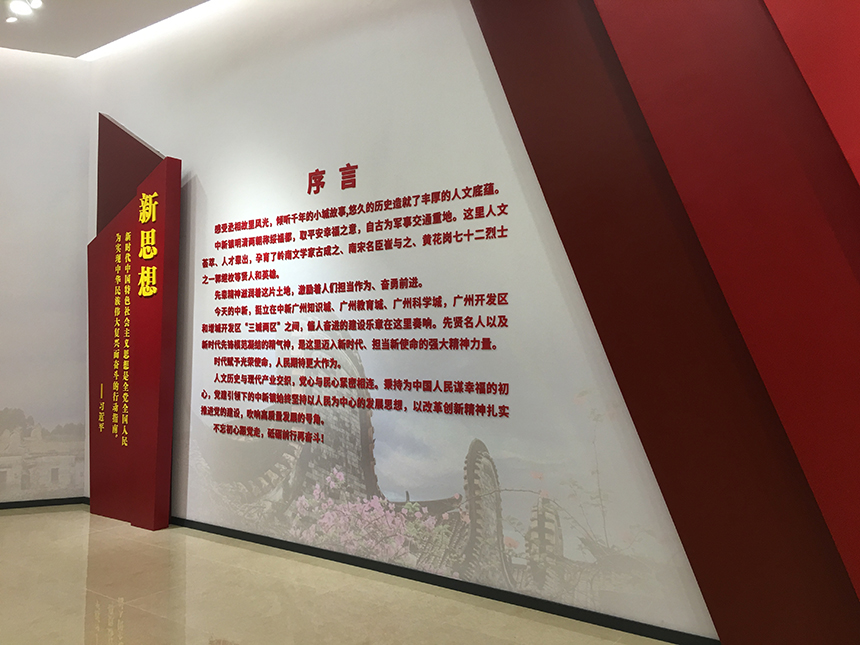 新思想
新时代中国特色社会主义思想是全党全国人民
为实现中华民族伟大复兴而奋斗的行动指南。
——习近平
序言
感受丞相故里风光，倾听千年的小城故事,悠久的历史造就了丰厚的人文底蕴。
中新镇明清两朝称绥福都，取平安幸福之意，自古为军事交通重地。这里人文
荟萃、人才辈出，孕育了岭南文学家古成之、南宋名臣崔与之、黄花岗七十二烈士
之一郭继枚等贤人和英雄。
先辈精神滋润着这片土地，激励着人们担当作为、奋勇前进。
今天的中新，挺立在中新广州知识城、广州教育城、广州科学城，广州开发区
和增城开发区“三城两区”之间，催人奋进的建设乐章在这里奏响。先贤名人以及
新时代先锋模范凝结的精气神，是这里迈入新时代、担当新使命的强大精神力量。
时代赋予光荣使命，人民期待更大作为。
人文历史与现代产业交织，党心与民心紧密相连。秉持为中国人民谋幸福的初
心，党建引领下的中新镇始终坚持以人民为中心的发展思想，以改革创新精神扎实
推进党的建设，吹响高质量发展的号角。
不忘初心跟党走，砥砺前行再奋斗！